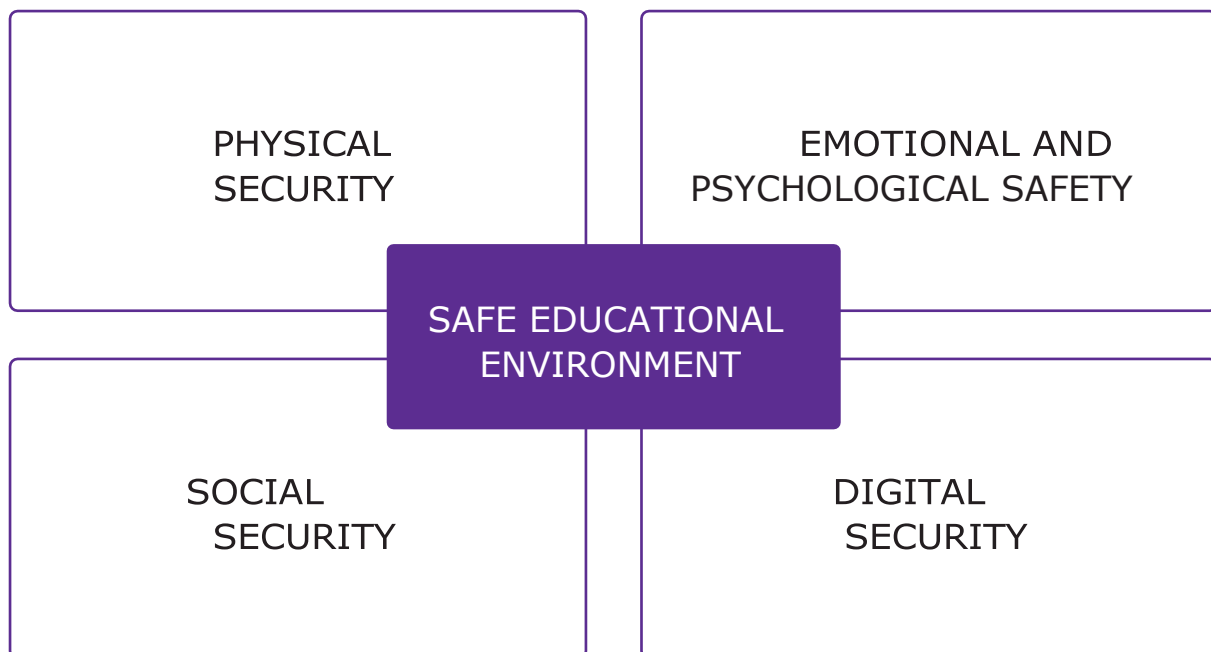 PHYSICAL
SECURITY
EMOTIONAL AND
PSYCHOLOGICAL SAFETY
SAFE EDUCATIONAL
ENVIRONMENT
SOCIAL
SECURITY
DIGITAL
SECURITY